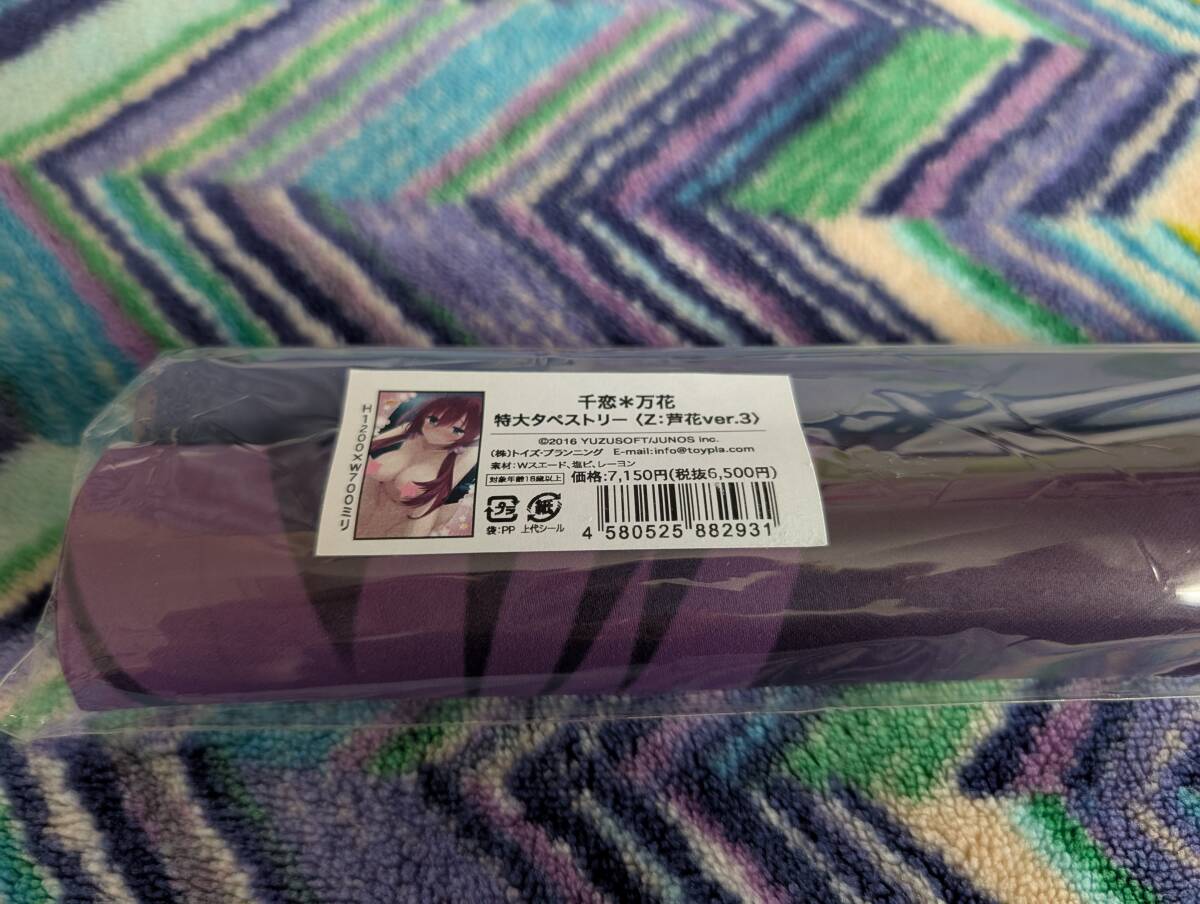 千恋＊万花
特大タペストリー〈Z：芦花ver.3〉
©2016 YUZUSOFT/JUNOS inc.
(株)トイズ・プランニング E-mail:info@toypla.com
素材：Wスエード、塩ビ、レーヨン
対象年齢18歳以上 価格：7,150円(税抜6,500円)
H1200×W700ミリ
プラ 紙
袋：PP 上代シール
4 580525 882931